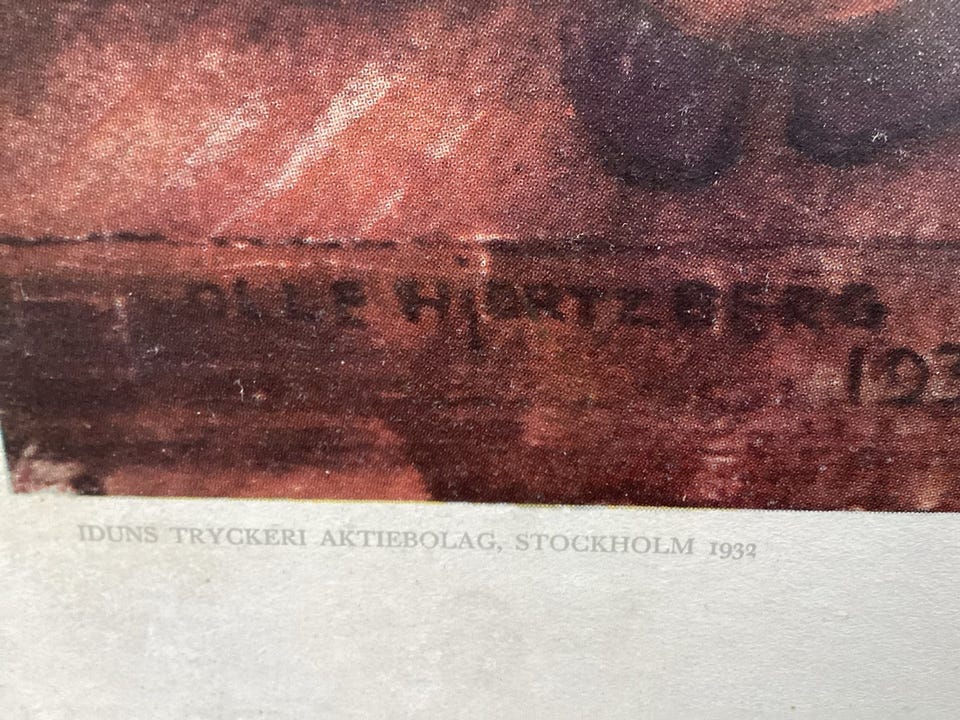 OLLE HJORTZBERG
193
IDUNS TRYCKERI AKTIEBOLAG, STOCKHOLM 1932